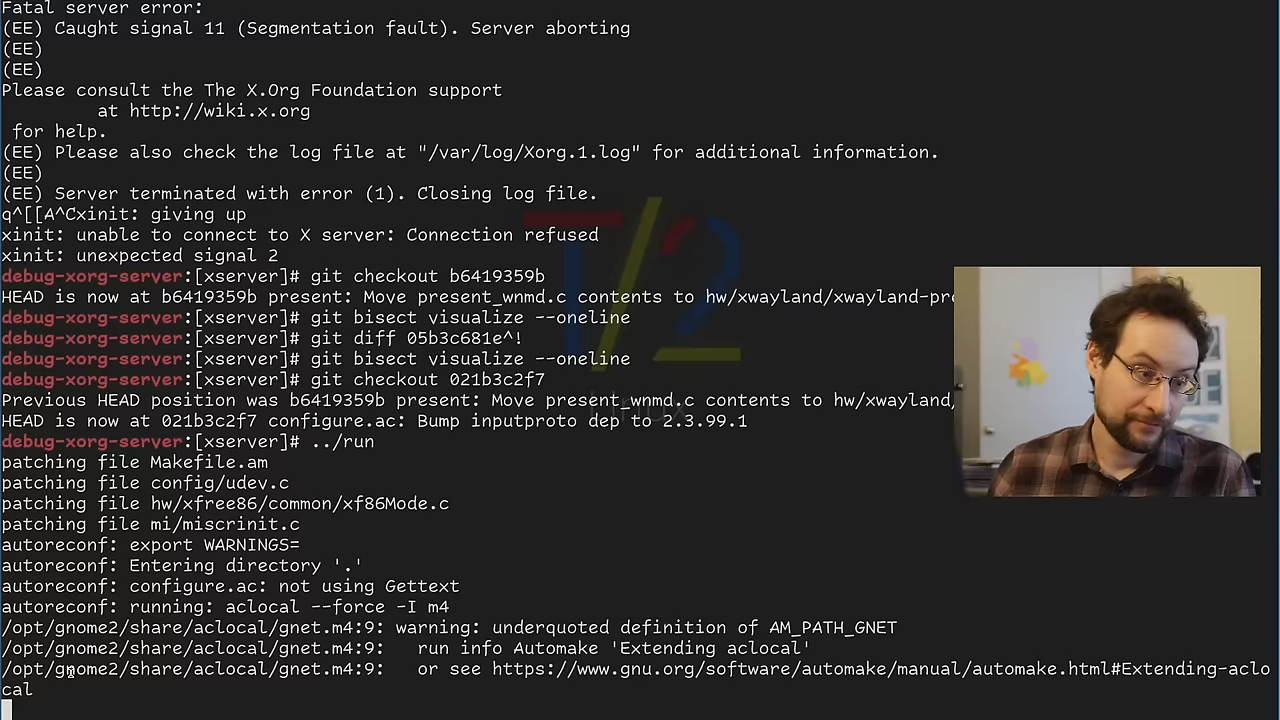 Fatal server error:
(EE) Caught signal 11 (Segmentation fault). Server aborting
(EE)
(EE)
Please consult the The X.Org Foundation support
at http://wiki.x.org
for help.
(EE) Please also check the log file at "/var/log/Xorg.1.log" for additional information.
(EE)
(EE) Server terminated with error (1). Closing log file.
q^[[A^Cxinit: giving up
xinit: unable to connect to X server: Connection refused
xinit: unexpected signal 2
debug-xorg-server:[xserver]# git checkout b6419359b
HEAD is now at b6419359b present: Move present_wnmd.c contents to hw/xwayland/xwayland-pre
debug-xorg-server:[xserver]# git bisect visualize --oneline
debug-xorg-server:[xserver]# git diff 05b3c681e^!
debug-xorg-server:[xserver]# git bisect visualize --oneline
debug-xorg-server:[xserver]# git checkout 021b3c2f7
Previous HEAD position was b6419359b present: Move present_wnmd.c contents to hw/xwayland/
HEAD is now at 021b3c2f7 configure.ac: Bump inputproto dep to 2.3.99.1
debug-xorg-server:[xserver]# ../run
patching file Makefile.am
patching file config/udev.c
patching file hw/xfree86/common/xf86Mode.c
patching file mi/miscrinit.c
autoreconf: export WARNINGS=
autoreconf: Entering directory '.'
autoreconf: configure.ac: not using Gettext
autoreconf: running: aclocal --force -I m4
/opt/gnome2/share/aclocal/gnet.m4:9: warning: underquoted definition of AM_PATH_GNET
/opt/gnome2/share/aclocal/gnet.m4:9:   run info Automake 'Extending aclocal'
/opt/gnome2/share/aclocal/gnet.m4:9:   or see https://www.gnu.org/software/automake/manual/automake.html#Extending-aclo
cal
T/2
Linux